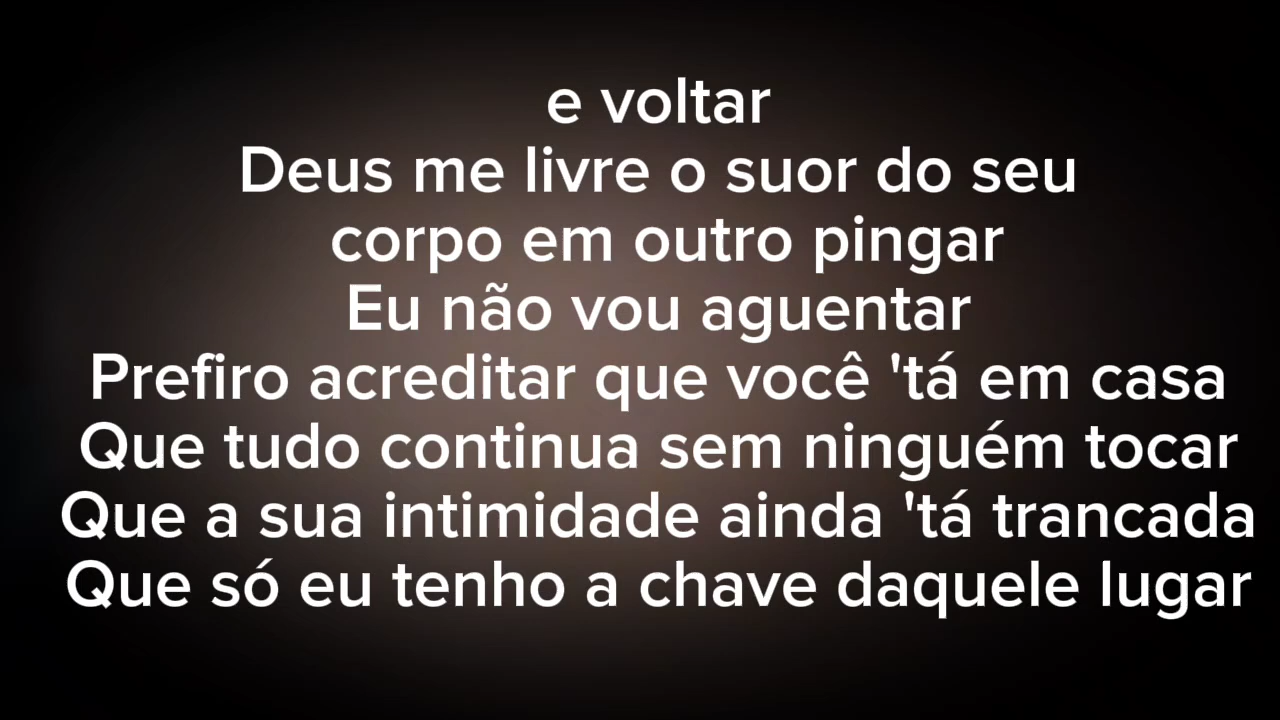 e voltar
Deus me livre o suor do seu
corpo em outro pingar
Eu não vou aguentar
Prefiro acreditar que você 'tá em casa
Que tudo continua sem ninguém tocar
Que a sua intimidade ainda 'tá trancada
Que só eu tenho a chave daquele lugar